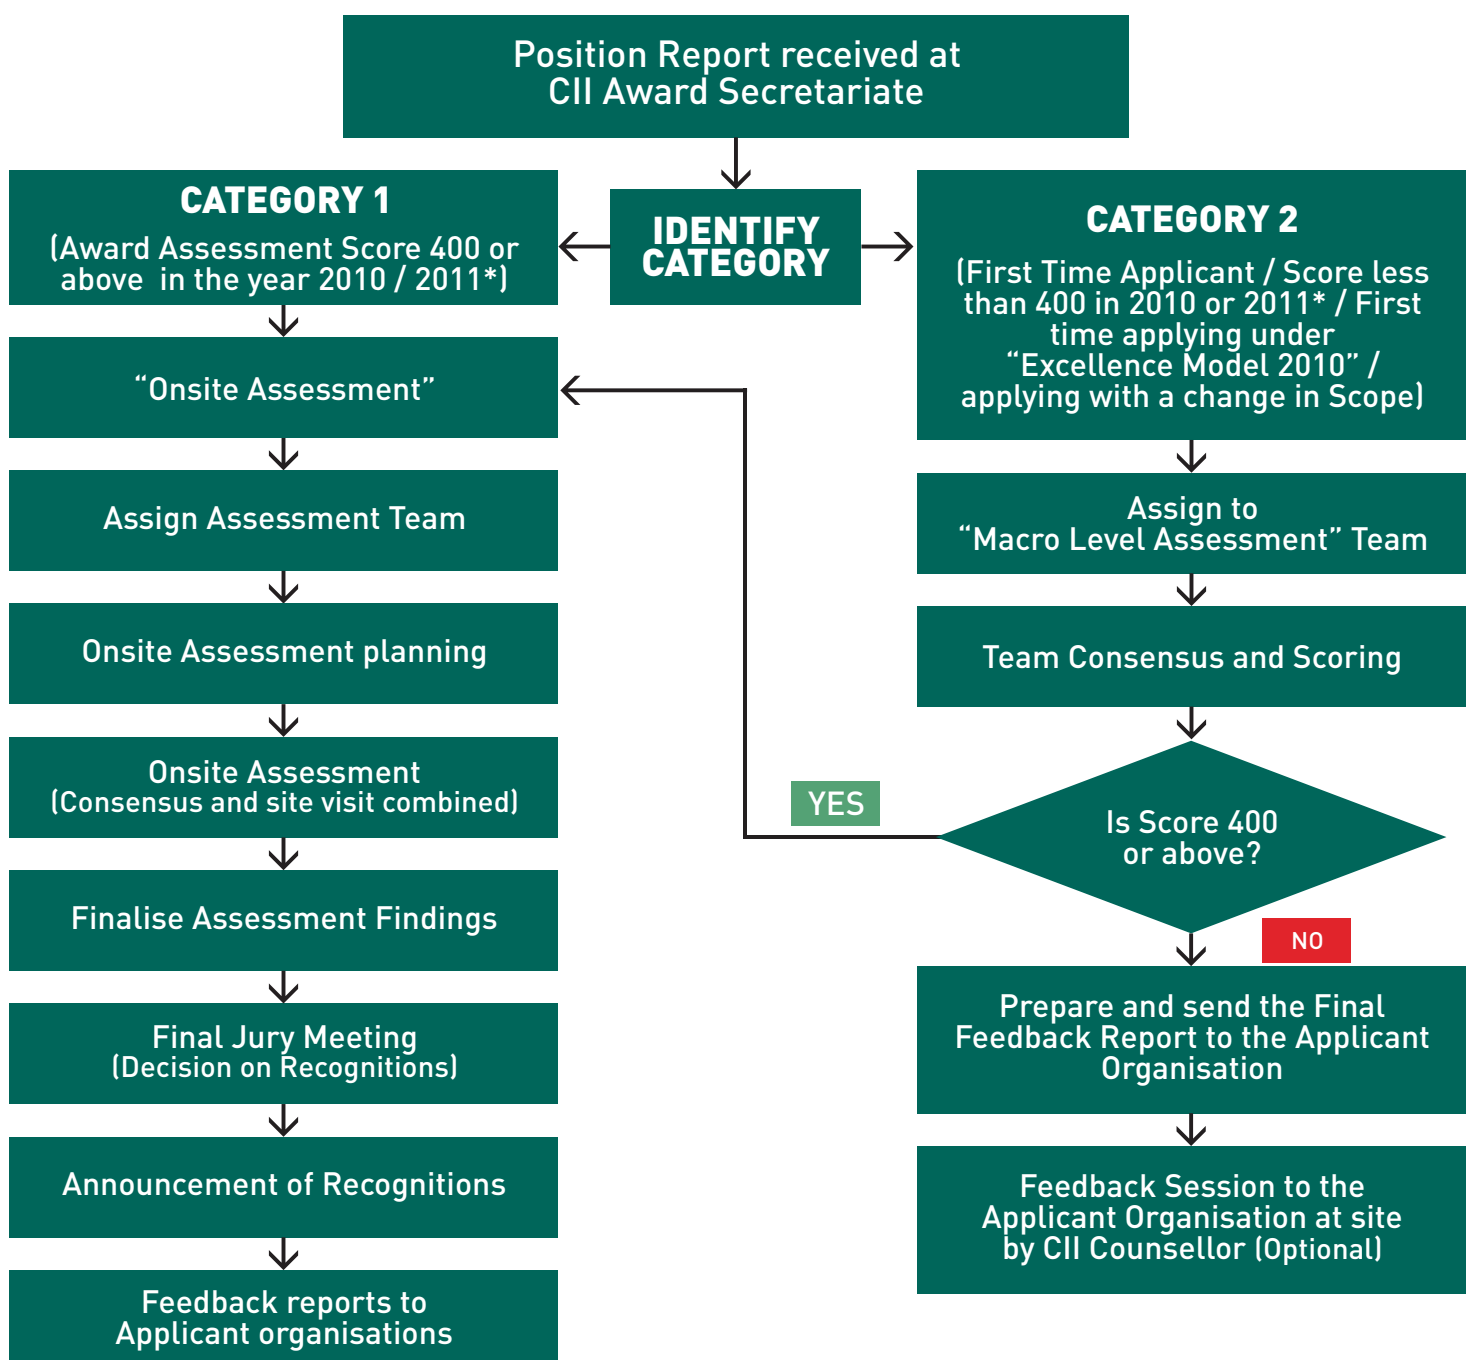 Position Report received at
CII Award Secretariate
IDENTIFY
CATEGORY
CATEGORY 1
(Award Assessment Score 400 or
above in the year 2010 / 2011*)
“Onsite Assessment”
Assign Assessment Team
Onsite Assessment planning
Onsite Assessment
(Consensus and site visit combined)
Finalise Assessment Findings
Final Jury Meeting
(Decision on Recognitions)
Announcement of Recognitions
Feedback reports to
Applicant organisations
CATEGORY 2
(First Time Applicant / Score less
than 400 in 2010 or 2011* / First
time applying under
“Excellence Model 2010” /
applying with a change in Scope)
Assign to
“Macro Level Assessment” Team
Team Consensus and Scoring
Is Score 400
or above?
YES
NO
Prepare and send the Final
Feedback Report to the Applicant
Organisation
Feedback Session to the
Applicant Organisation at site
by CII Counsellor (Optional)